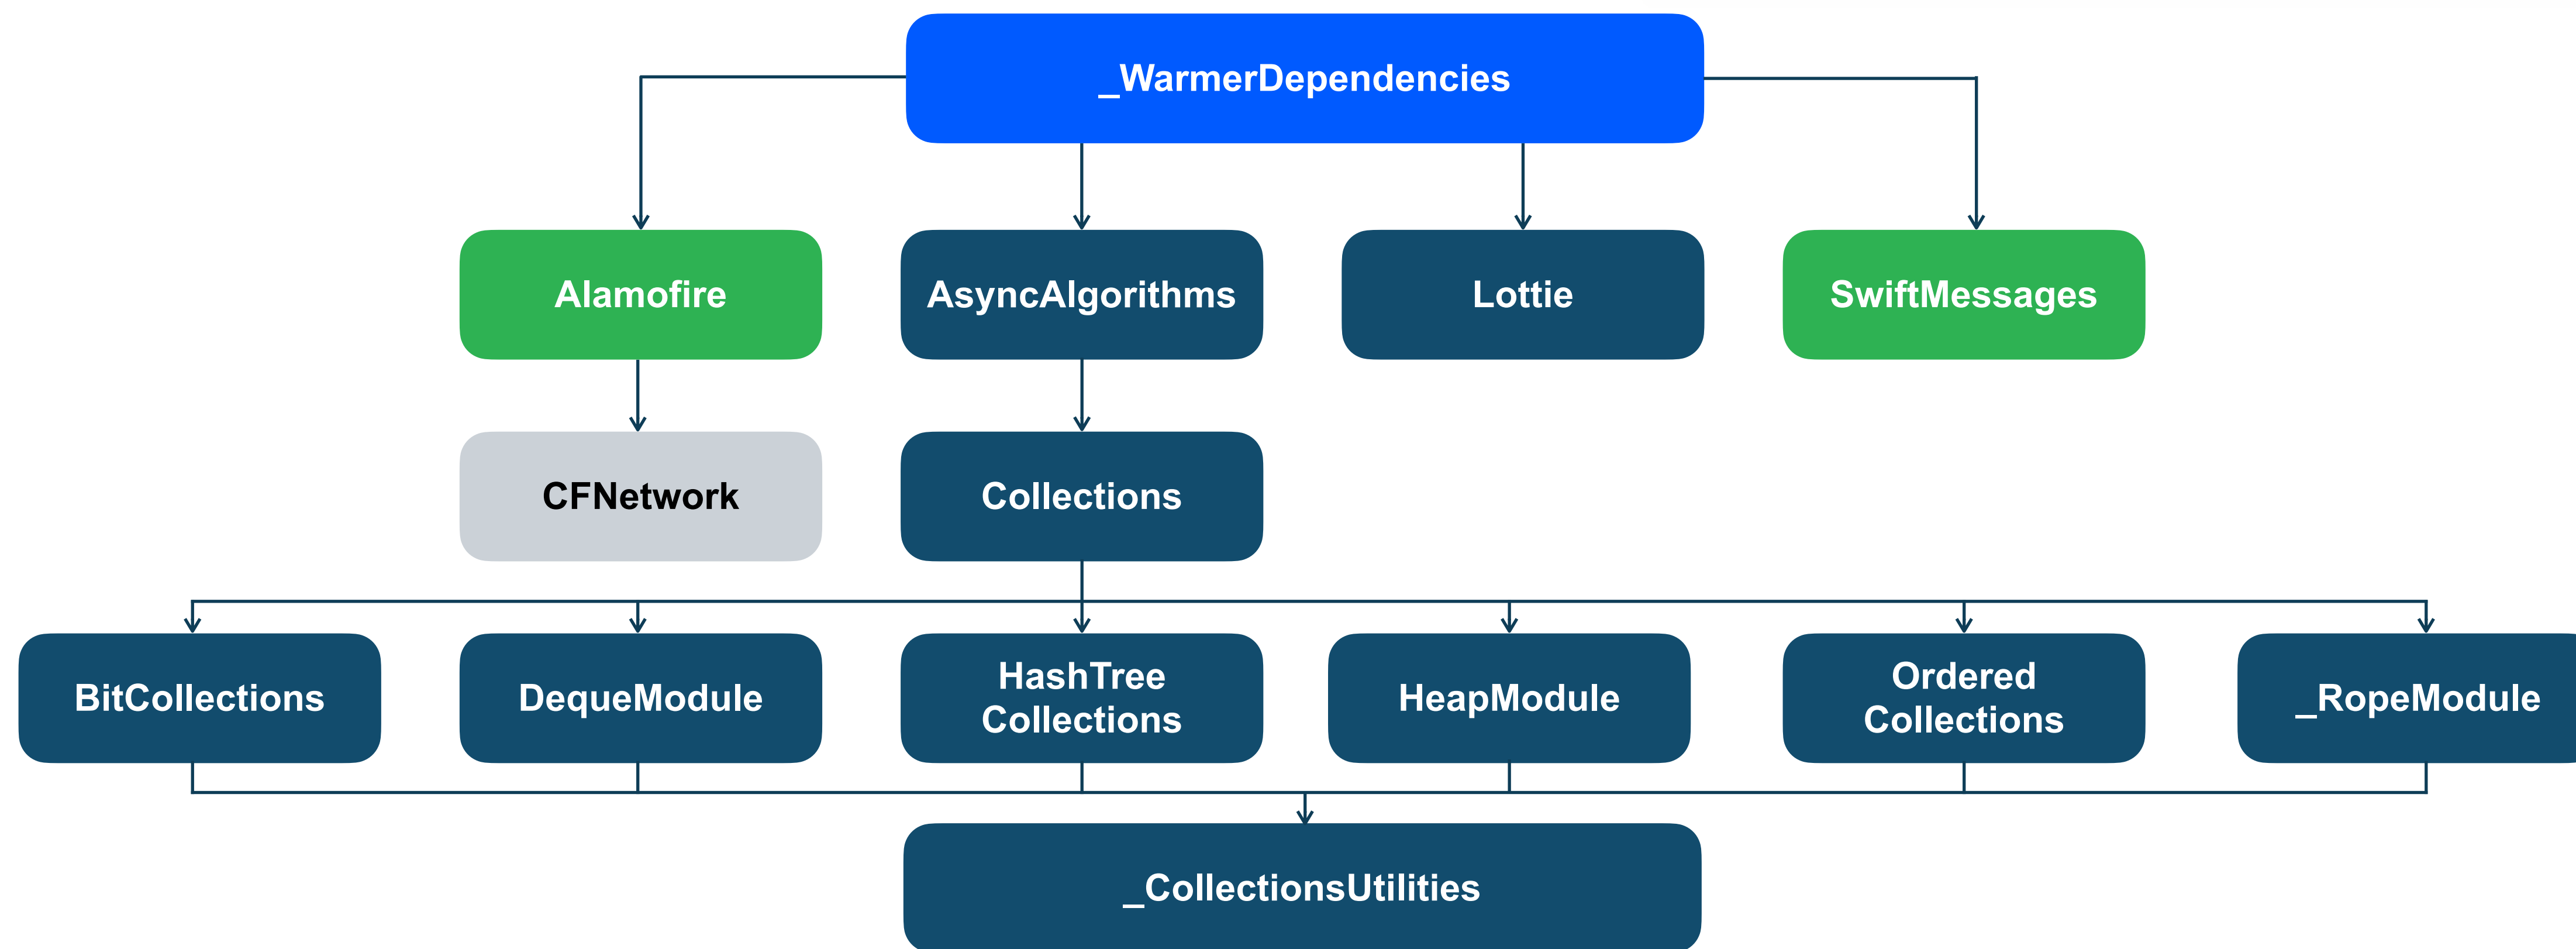 _WarmerDependencies
Alamofire
AsyncAlgorithms
Lottie
SwiftMessages
CFNetwork
Collections
BitCollections
DequeModule
HashTree
Collections
HeapModule
Ordered
Collections
_RopeModule
_CollectionsUtilities